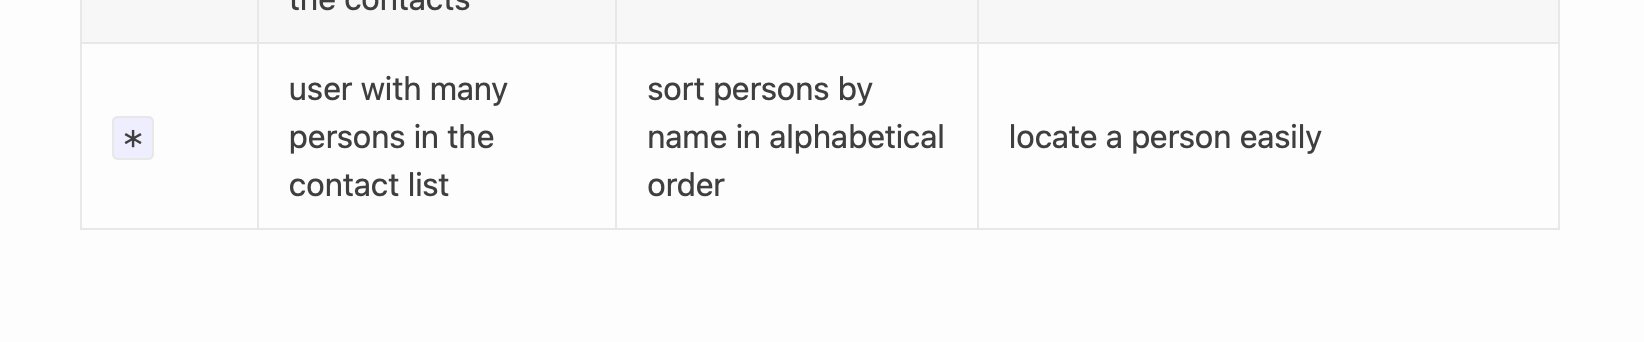 the contacts
*
user with many
persons in the
contact list
sort persons by
name in alphabetical
order
locate a person easily